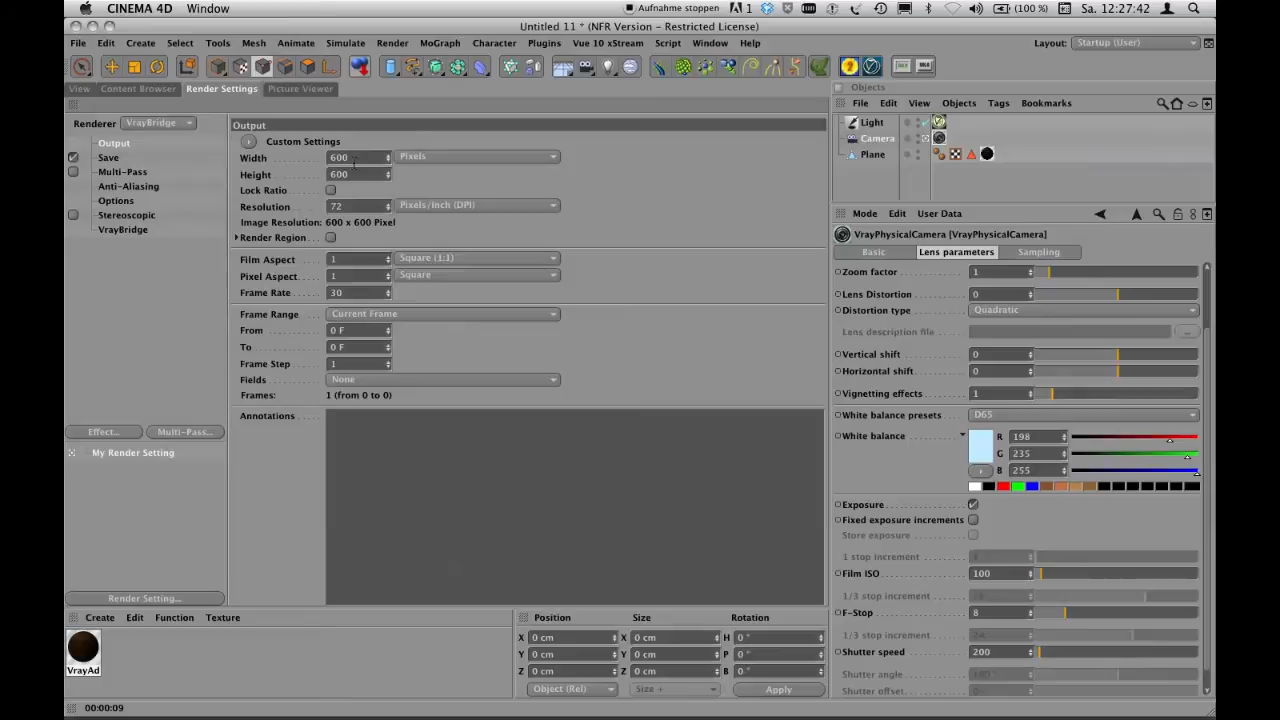 CINEMA 4D Window Aufnahme stoppen 1 (100 %) Sa. 12:27:42
Untitled 11 * (NFR Version - Restricted License)
File Edit Create Select Tools Mesh Animate Simulate Render MoGraph Character Plugins Vue 10 xStream Script Window Help Layout: Startup (User)
View Content Browser Render Settings Picture Viewer
Renderer VrayBridge
Output
Save
Multi-Pass
Anti-Aliasing
Options
Stereoscopic
VrayBridge
Effect... Multi-Pass...
My Render Setting
Render Setting...
Output
Custom Settings
Width 600 Pixels
Height 600
Lock Ratio
Resolution 72 Pixels/Inch (DPI)
Image Resolution: 600 x 600 Pixel
Render Region
Film Aspect 1 Square (1:1)
Pixel Aspect 1 Square
Frame Rate 30
Frame Range Current Frame
From 0 F
To 0 F
Frame Step 1
Fields None
Frames: 1 (from 0 to 0)
Annotations
Objects
File Edit View Objects Tags Bookmarks
Light
Camera
Plane
Mode Edit User Data
VrayPhysicalCamera [VrayPhysicalCamera]
Basic Lens parameters Sampling
Zoom factor 1
Lens Distortion 0
Distortion type Quadratic
Lens description file ...
Vertical shift 0
Horizontal shift 0
Vignetting effects 1
White balance presets D65
White balance R 198
G 235
B 255
Exposure
Fixed exposure increments
Store exposure
1 stop increment
Film ISO 100
1/3 stop increment
F-Stop 8
1/3 stop increment
Shutter speed 200
Shutter angle
Shutter offset
Create Edit Function Texture
VrayAd
Position Size Rotation
X 0 cm X 0 cm H 0 °
Y 0 cm Y 0 cm P 0 °
Z 0 cm Z 0 cm B 0 °
Object (Rel) Size + Apply
00:00:09